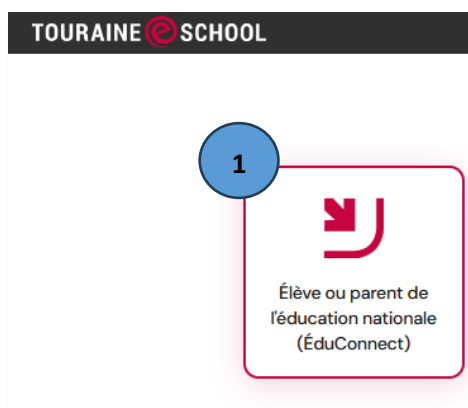 TOURAINE e SCHOOL
1
Élève ou parent de
l'éducation nationale
(ÉduConnect)